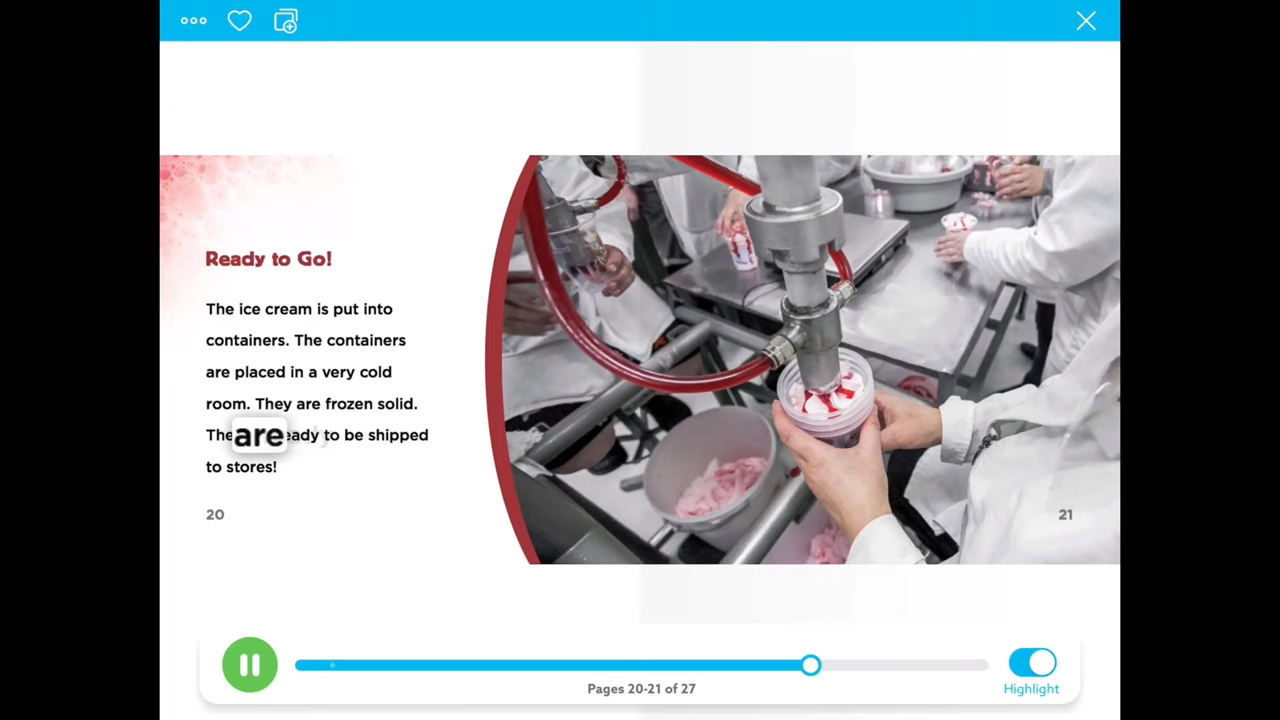 Ready to Go!
The ice cream is put into
containers. The containers
are placed in a very cold
room. They are frozen solid.
The are eady to be shipped
to stores!
20
21
Pages 20-21 of 27
Highlight